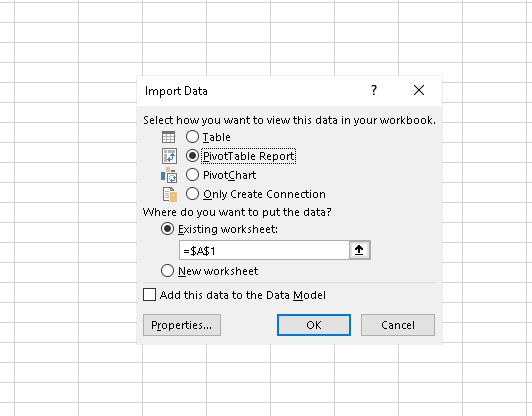 Import Data ?
Select how you want to view this data in your workbook.
Table
PivotTable Report
PivotChart
Only Create Connection
Where do you want to put the data?
Existing worksheet:
=$A$1
New worksheet
Add this data to the Data Model
Properties... OK Cancel